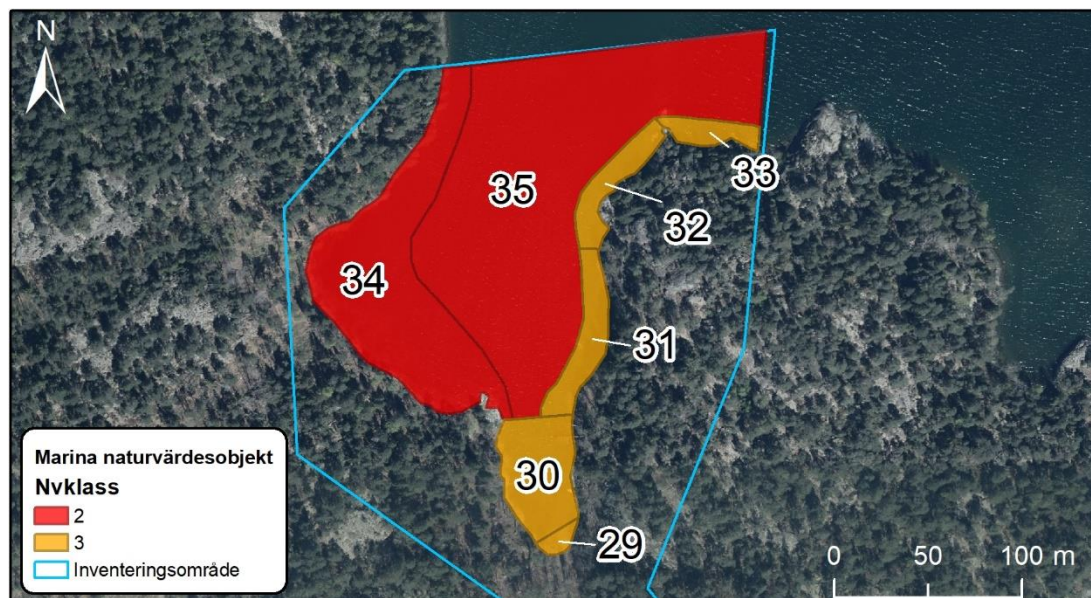 N
35
33
32
34
31
30
29
Marina naturvärdesobjekt
Nvklass
2
3
Inventeringsområde
0 50 100 m